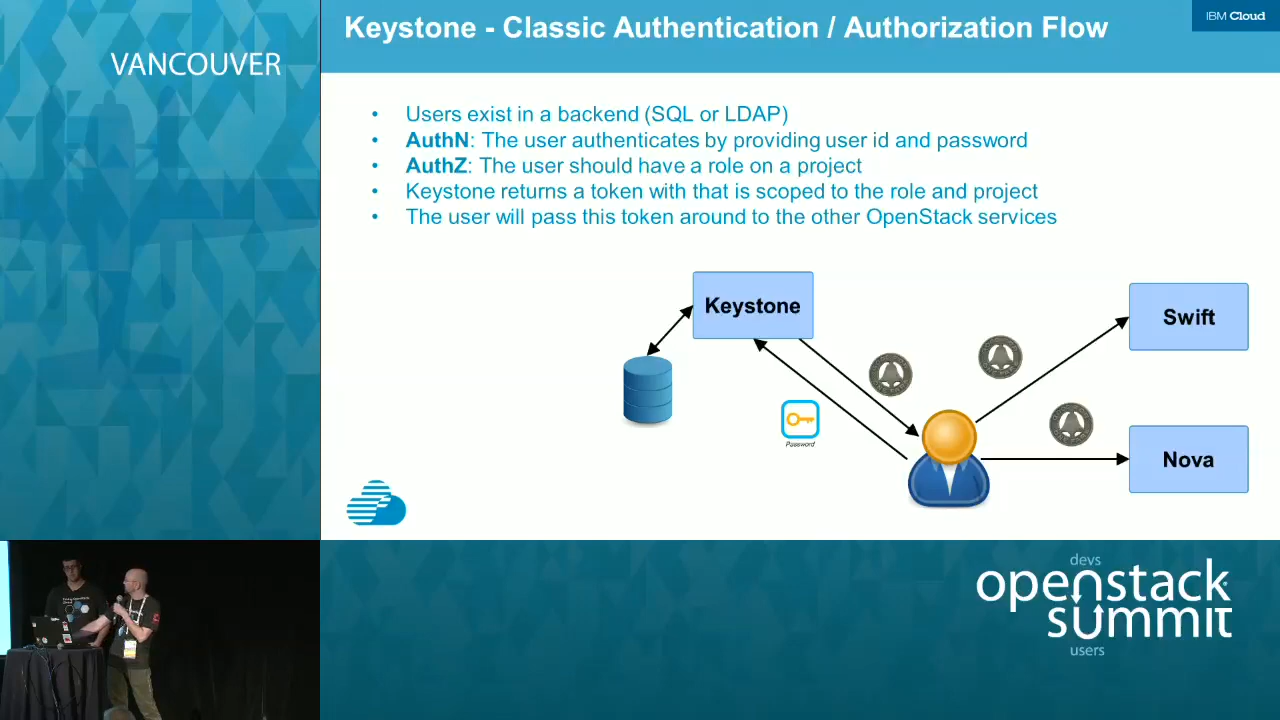 VANCOUVER
Keystone - Classic Authentication / Authorization Flow
IBM Cloud
• Users exist in a backend (SQL or LDAP)
• AuthN: The user authenticates by providing user id and password
• AuthZ: The user should have a role on a project
• Keystone returns a token with that is scoped to the role and project
• The user will pass this token around to the other OpenStack services
Keystone
Swift
Password
Nova
devs
openstack
summit
users